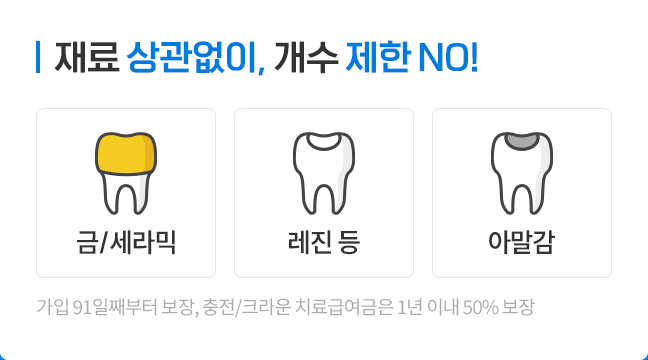 재료 상관없이, 개수 제한 NO!
금/세라믹
레진 등
아말감
가입 91일째부터 보장, 충전/크라운 치료급여금은 1년 이내 50% 보장